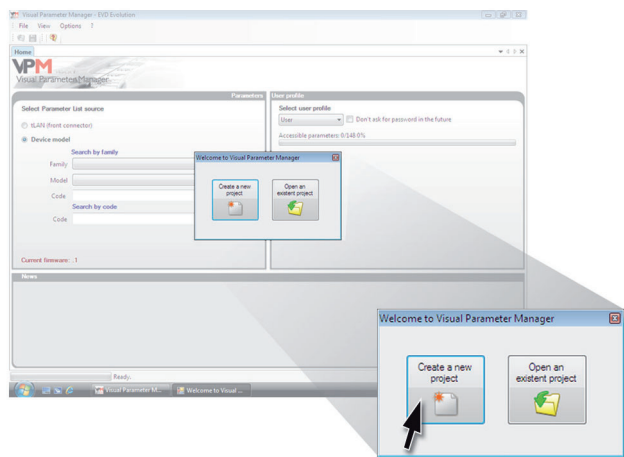 Visual Parameter Manager - EXD Evolution
File View Options ?
Home
VPM
Visual Parameter Manager
Parameters
User profile
Select Parameter List source
tLAN (front connector)
Device model
Search by family
Family
Model
Code
Search by code
Code
Current firmware: .1
Select user profile
User
Don't ask for password in the future
Accessible parameters: 0/148:0%
Welcome to Visual Parameter Manager
Create a new
project
Open an
existent project
News
Ready.
Visual Parameter M...
Welcome to Visual ...
Welcome to Visual Parameter Manager
Create a new
project
Open an
existent project